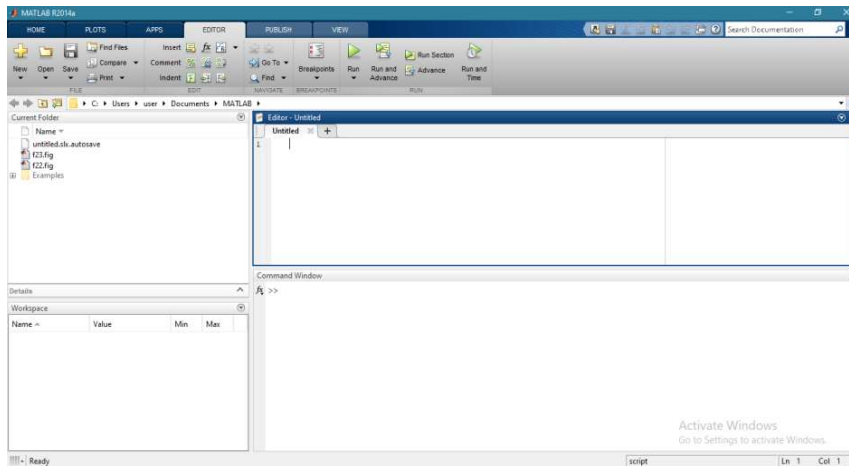 MATLAB R2014a
HOME PLOTS APPS EDITOR PUBLISH VIEW Search Documentation
New Open Save Find Files Compare Print
Insert Comment Indent
Go To Find
Breakpoints
Run Run and Advance Run Section Advance Run and Time
FILE EDIT NAVIGATE BREAKPOINTS RUN
C: Users user Documents MATLAB
Current Folder
Name
untitled.slx.autosave
f23.fig
f22.fig
Examples
Details
Workspace
Name Value Min Max
Editor - Untitled
Untitled
1
Command Window
fx >>
Activate Windows
Go to Settings to activate Windows.
Ready script Ln 1 Col 1